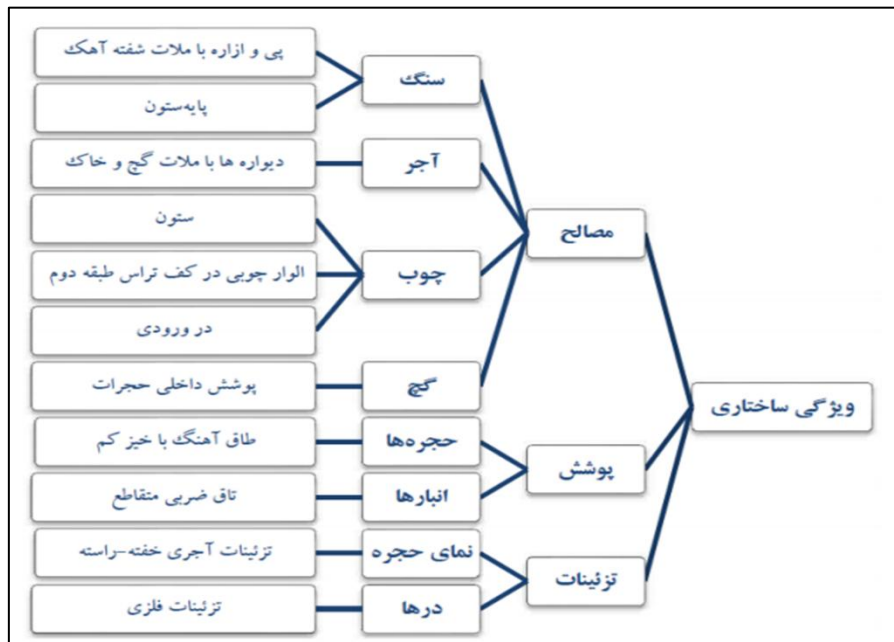 ویژگی ساختاری
مصالح
سنگ
پی و ازاره با ملات شفته آهک
پایه‌ستون
آجر
دیواره ها با ملات گچ و خاک
چوب
ستون
الوار چوبی در کف تراس طبقه دوم
در ورودی
گچ
پوشش داخلی حجرات
پوشش
حجره‌ها
طاق آهنگ با خیز کم
انبارها
تاق ضربی متقاطع
تزئینات
نمای حجره
تزئینات آجری خفته-راسته
درها
تزئینات فلزی